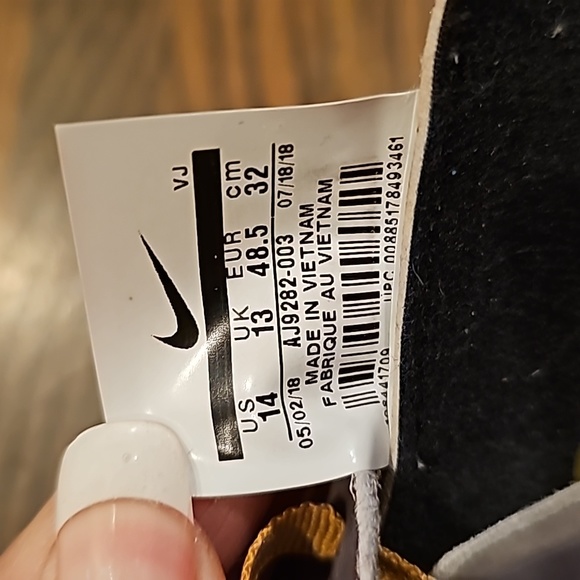 VJ
US UK EUR cm
14 13 48.5 32
05/02/18 AJ9282-003 07/18/18
MADE IN VIETNAM
FABRIQUE AU VIETNAM
UPC 00885178493461